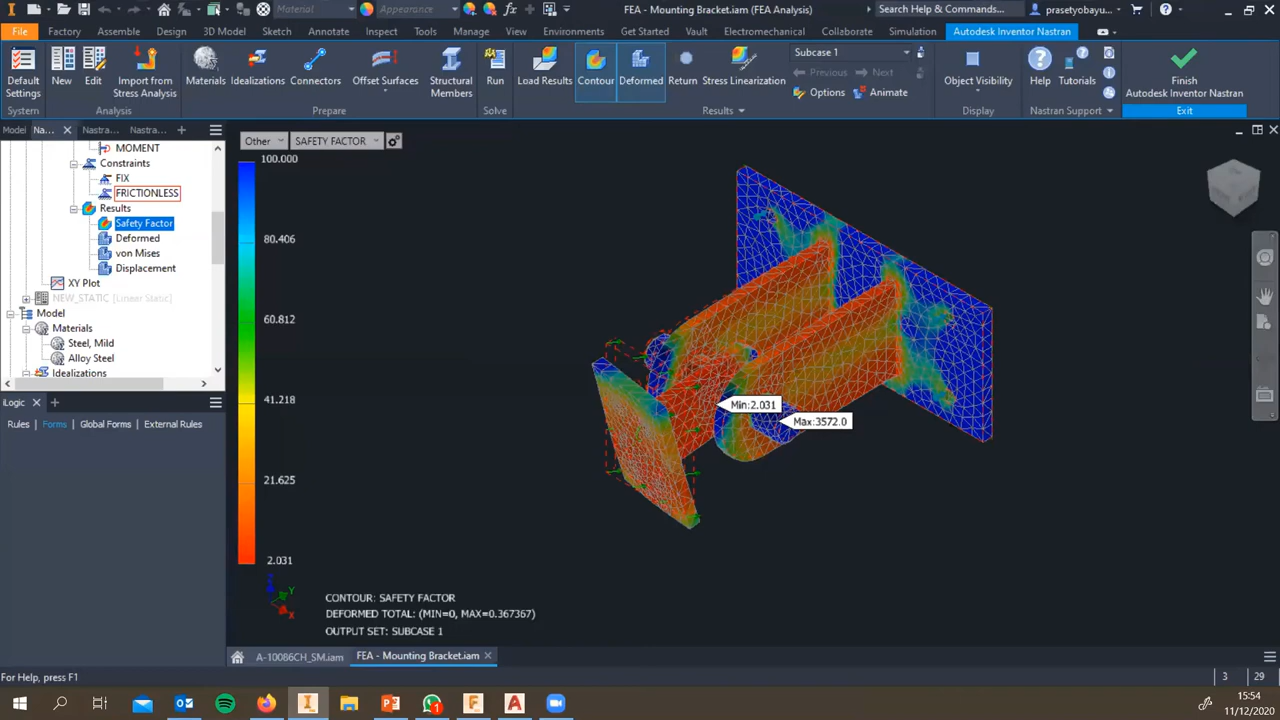 Material
Appearance
FEA - Mounting Bracket.iam (FEA Analysis)
Search Help & Commands...
prasetyobayu...
File Factory Assemble Design 3D Model Sketch Annotate Inspect Tools Manage View Environments Get Started Vault Electromechanical Collaborate Simulation Autodesk Inventor Nastran
Default Settings
New
Edit
Import from Stress Analysis
Materials
Idealizations
Connectors
Offset Surfaces
Structural Members
Run
Load Results
Contour
Deformed
Return
Stress Linearization
Subcase 1
Previous Next
Options Animate
Object Visibility
Help
Tutorials
Finish Autodesk Inventor Nastran
System Analysis Prepare Solve Results Display Nastran Support Exit
Model Na... Nastra... Nastra...
MOMENT
Constraints
FIX
FRICTIONLESS
Results
Safety Factor
Deformed
von Mises
Displacement
XY Plot
NEW_STATIC [Linear Static]
Model
Materials
Steel, Mild
Alloy Steel
Idealizations
iLogic
Rules Forms Global Forms External Rules
Other SAFETY FACTOR
100.000
80.406
60.812
41.218
21.625
2.031
Min:2.031
Max:3572.0
Z
Y
X
CONTOUR: SAFETY FACTOR
DEFORMED TOTAL: (MIN=0, MAX=0.367367)
OUTPUT SET: SUBCASE 1
A-10086CH_SM.iam FEA - Mounting Bracket.iam
For Help, press F1
3 29
15:54
11/12/2020